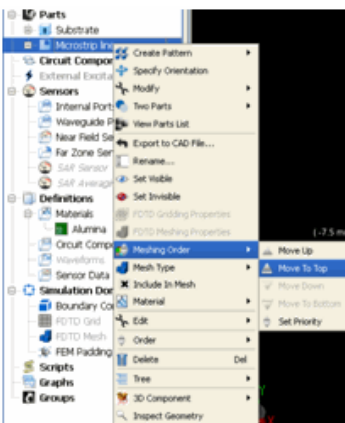 Parts
Substrate
Microstrip line
Circuit Compon
External Excita
Sensors
Internal Port
Waveguide P
Near Field Se
Far Zone Sen
SAR Sensor
SAR Averag
Definitions
Materials
Alumina
Circuit Compo
Waveforms
Sensor Data
Simulation Dom
Boundary Co
FDTD Grid
FDTD Mesh
FEM Padding
Scripts
Graphs
Groups
Create Pattern
Specify Orientation
Modify
Two Parts
View Parts List
Export to CAD File...
Rename...
Set Visible
Set Invisible
FDTD Gridding Properties
FDTD Meshing Properties
Meshing Order
Mesh Type
Include In Mesh
Material
Edit
Order
Delete Del
Tree
3D Component
Inspect Geometry
Move Up
Move To Top
Move Down
Move To Bottom
Set Priority
(-7.5 m
Y
X